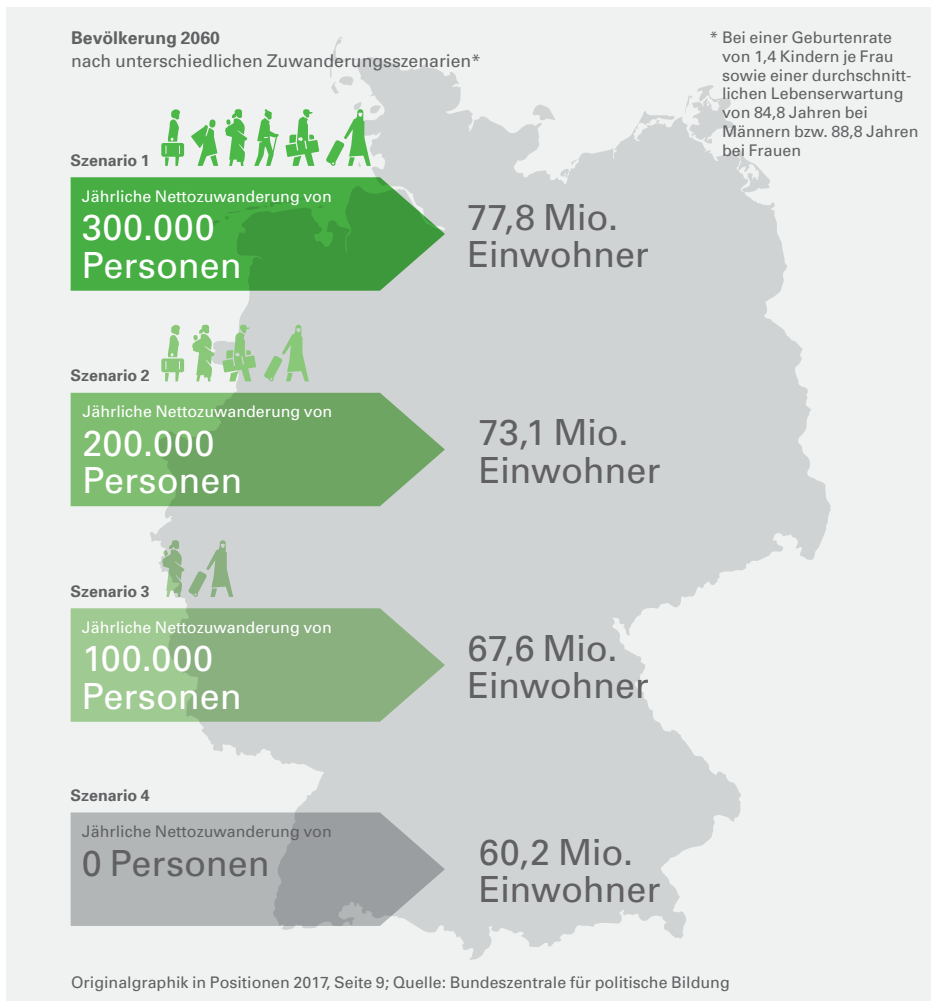 Bevölkerung 2060
nach unterschiedlichen Zuwanderungsszenarien*
* Bei einer Geburtenrate
von 1,4 Kindern je Frau
sowie einer durchschnitt-
lichen Lebenserwartung
von 84,8 Jahren bei
Männern bzw. 88,8 Jahren
bei Frauen
Szenario 1
Jährliche Nettozuwanderung von
300.000
Personen
77,8 Mio.
Einwohner
Szenario 2
Jährliche Nettozuwanderung von
200.000
Personen
73,1 Mio.
Einwohner
Szenario 3
Jährliche Nettozuwanderung von
100.000
Personen
67,6 Mio.
Einwohner
Szenario 4
Jährliche Nettozuwanderung von
0 Personen
60,2 Mio.
Einwohner
Originalgraphik in Positionen 2017, Seite 9; Quelle: Bundeszentrale für politische Bildung